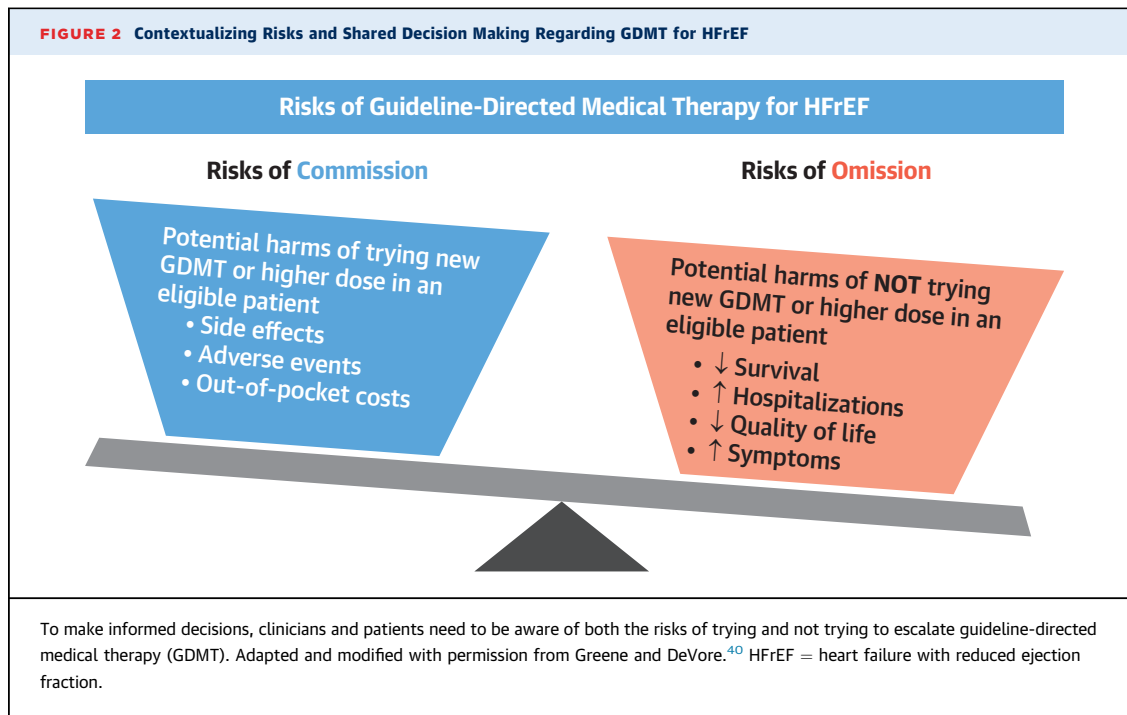 FIGURE 2 Contextualizing Risks and Shared Decision Making Regarding GDMT for HFrEF
Risks of Guideline-Directed Medical Therapy for HFrEF
Risks of Commission
Potential harms of trying new
GDMT or higher dose in an
eligible patient
• Side effects
• Adverse events
• Out-of-pocket costs
Risks of Omission
Potential harms of NOT trying
new GDMT or higher dose in an
eligible patient
• ↓ Survival
• ↑ Hospitalizations
• ↓ Quality of life
• ↑ Symptoms
To make informed decisions, clinicians and patients need to be aware of both the risks of trying and not trying to escalate guideline-directed
medical therapy (GDMT). Adapted and modified with permission from Greene and DeVore.40 HFrEF = heart failure with reduced ejection
fraction.